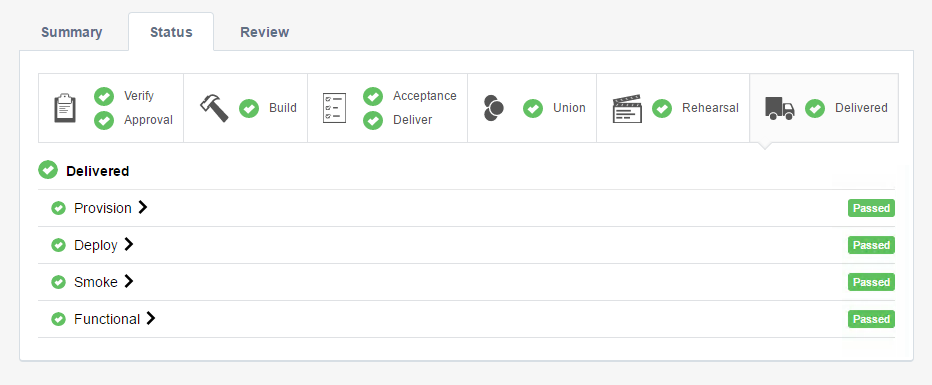 Summary Status Review
Verify
Approval
Build
Acceptance
Deliver
Union
Rehearsal
Delivered
Delivered
Provision Passed
Deploy Passed
Smoke Passed
Functional Passed